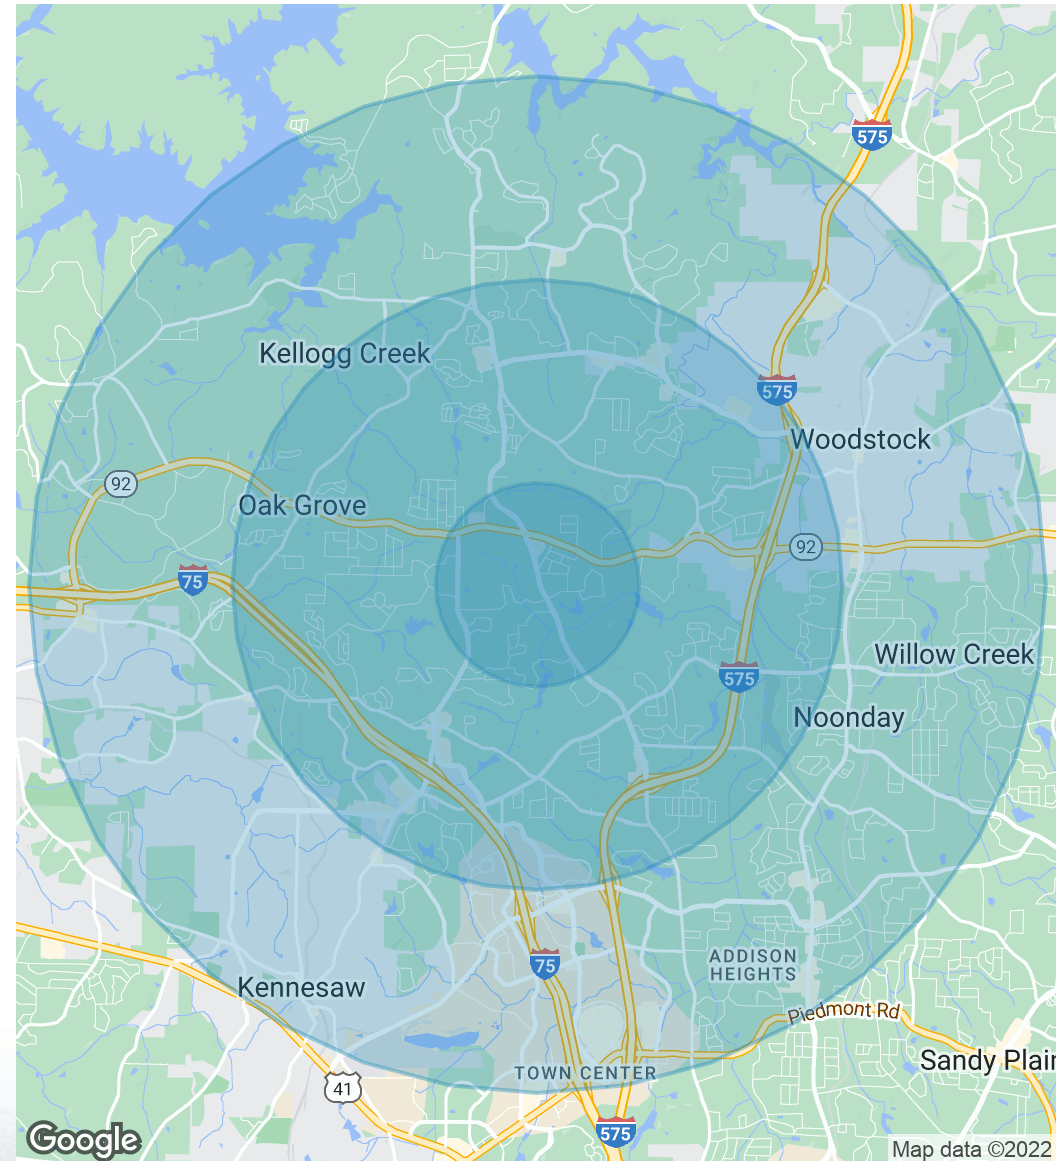 575
Kellogg Creek
575
Woodstock
92
Oak Grove
92
75
Willow Creek
575
Noonday
ADDISON
HEIGHTS
75
Kennesaw
Piedmont Rd
Sandy Plain
TOWN CENTER
41
575
Google
Map data ©2022